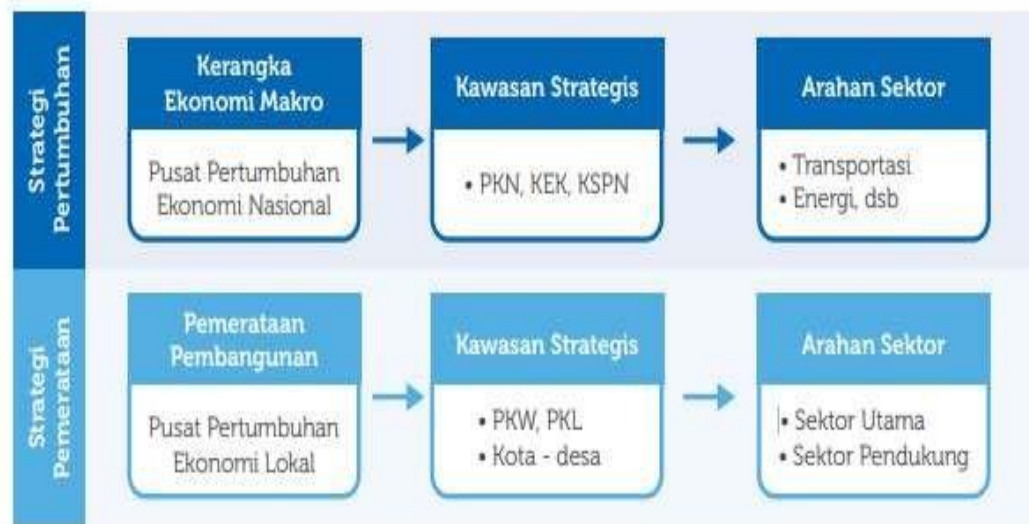 Strategi
Pertumbuhan
Kerangka
Ekonomi Makro
Pusat Pertumbuhan
Ekonomi Nasional
Kawasan Strategis
• PKN, KEK, KSPN
Arahan Sektor
• Transportasi
• Energi, dsb
Strategi
Pemerataan
Pemerataan
Pembangunan
Pusat Pertumbuhan
Ekonomi Lokal
Kawasan Strategis
• PKW, PKL
• Kota - desa
Arahan Sektor
• Sektor Utama
• Sektor Pendukung